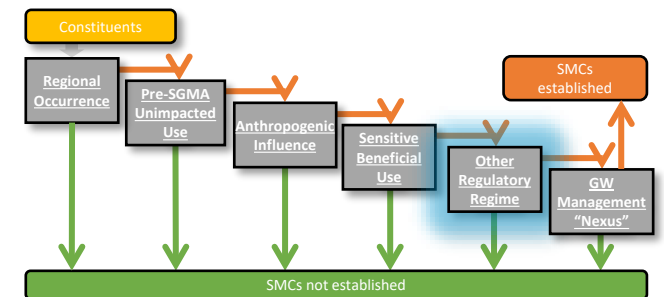 Constituents
Regional
Occurrence
Pre-SGMA
Unimpacted
Use
Anthropogenic
Influence
Sensitive
Beneficial
Use
Other
Regulatory
Regime
GW
Management
“Nexus”
SMCs
established
SMCs not established